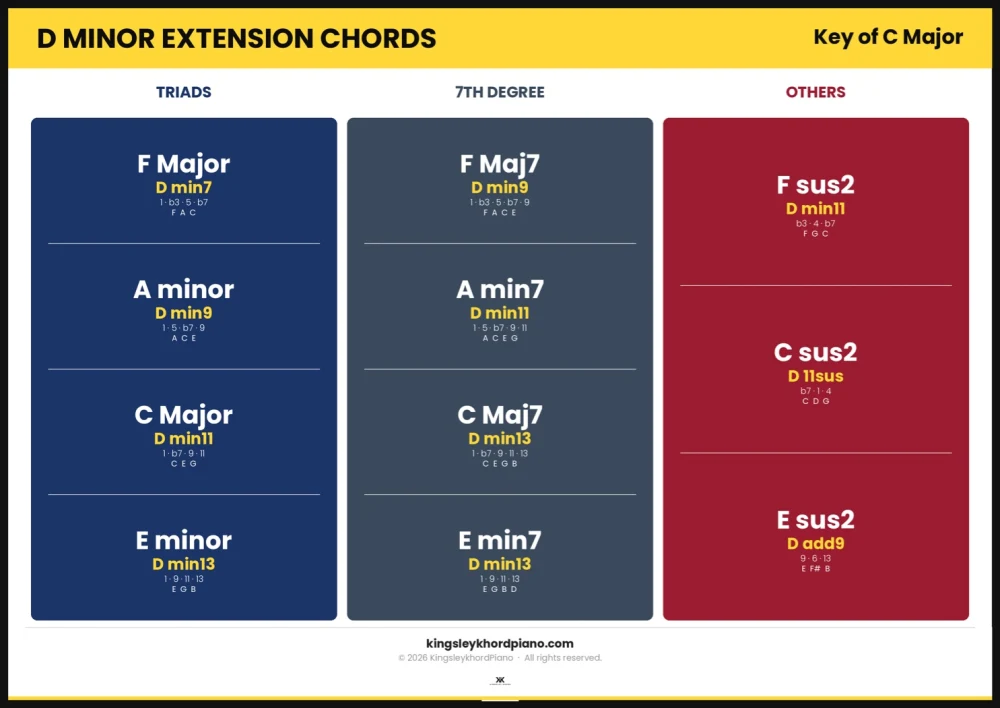 D MINOR EXTENSION CHORDS
Key of C Major
TRIADS
F Major
D min7
1 · b3 · 5 · b7
F A C
A minor
D min9
1 · 5 · b7 · 9
A C E
C Major
D min11
1 · b7 · 9 · 11
C E G
E minor
D min13
1 · 9 · 11 · 13
E G B
7TH DEGREE
F Maj7
D min9
1 · b3 · 5 · b7 · 9
F A C E
A min7
D min11
1 · 5 · b7 · 9 · 11
A C E G
C Maj7
D min13
1 · b7 · 9 · 11 · 13
C E G B
E min7
D min13
1 · 9 · 11 · 13
E G B D
OTHERS
F sus2
D min11
b3 · 4 · b7
F G C
C sus2
D 11sus
b7 · 1 · 4
C D G
E sus2
D add9
9 · 6 · 13
E F# B
kingsleykhordpiano.com
© 2026 KingsleykhordPiano · All rights reserved.